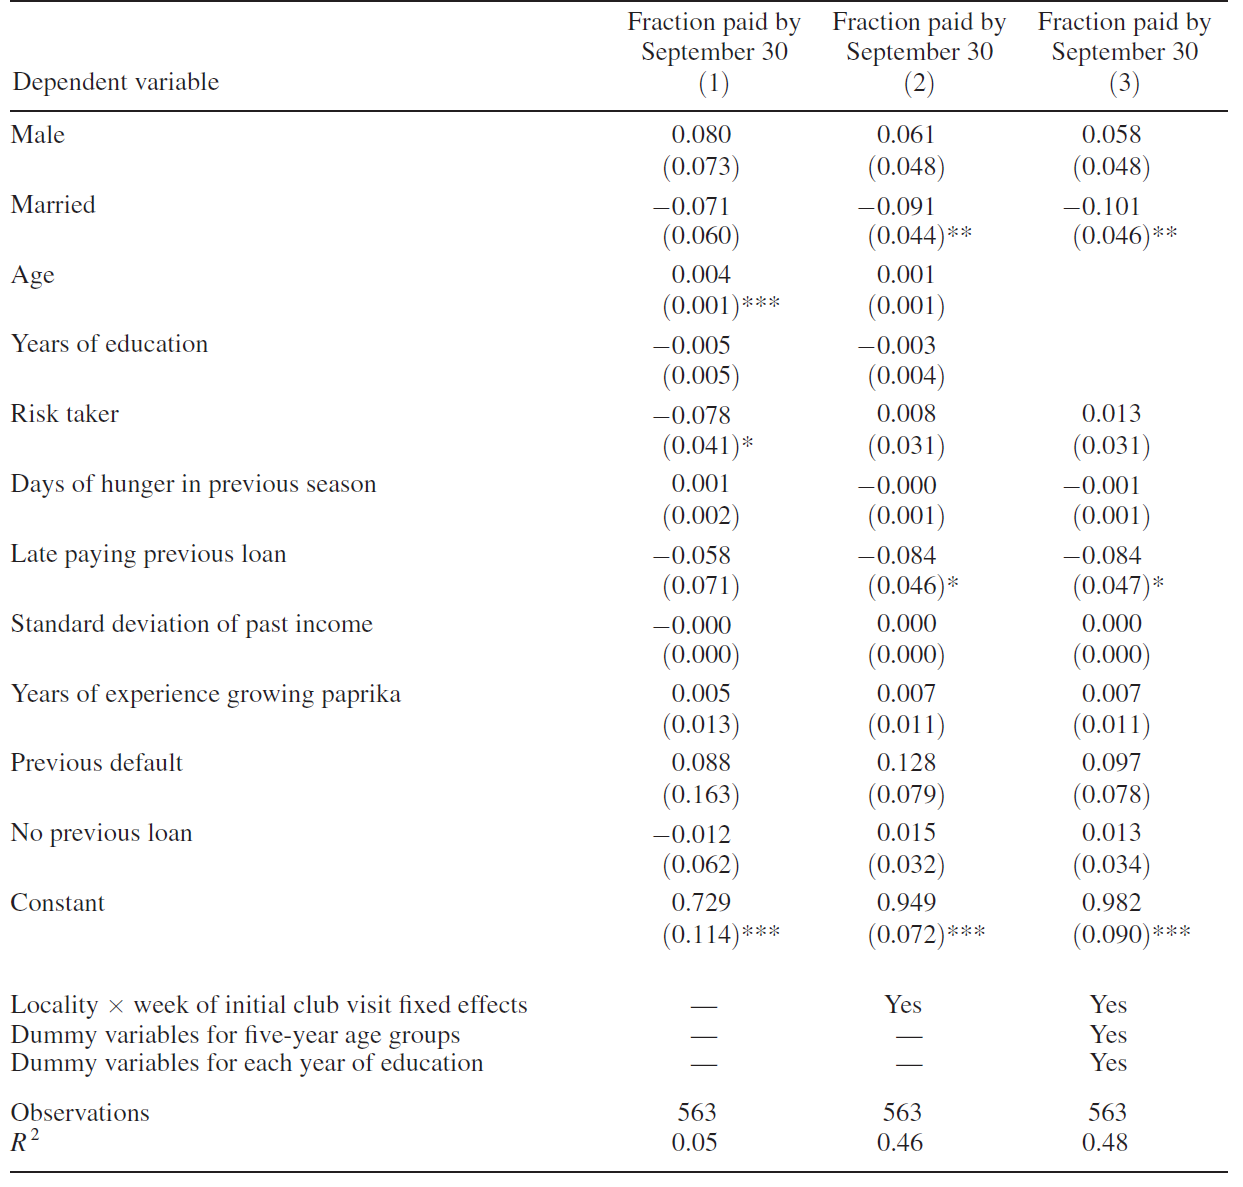 Dependent variable Fraction paid by September 30 (1) Fraction paid by September 30 (2) Fraction paid by September 30 (3)
Male 0.080 0.061 0.058
(0.073) (0.048) (0.048)
Married −0.071 −0.091 −0.101
(0.060) (0.044)** (0.046)**
Age 0.004 0.001
(0.001)*** (0.001)
Years of education −0.005 −0.003
(0.005) (0.004)
Risk taker −0.078 0.008 0.013
(0.041)* (0.031) (0.031)
Days of hunger in previous season 0.001 −0.000 −0.001
(0.002) (0.001) (0.001)
Late paying previous loan −0.058 −0.084 −0.084
(0.071) (0.046)* (0.047)*
Standard deviation of past income −0.000 0.000 0.000
(0.000) (0.000) (0.000)
Years of experience growing paprika 0.005 0.007 0.007
(0.013) (0.011) (0.011)
Previous default 0.088 0.128 0.097
(0.163) (0.079) (0.078)
No previous loan −0.012 0.015 0.013
(0.062) (0.032) (0.034)
Constant 0.729 0.949 0.982
(0.114)*** (0.072)*** (0.090)***
Locality × week of initial club visit fixed effects — Yes Yes
Dummy variables for five-year age groups — — Yes
Dummy variables for each year of education — — Yes
Observations 563 563 563
R² 0.05 0.46 0.48